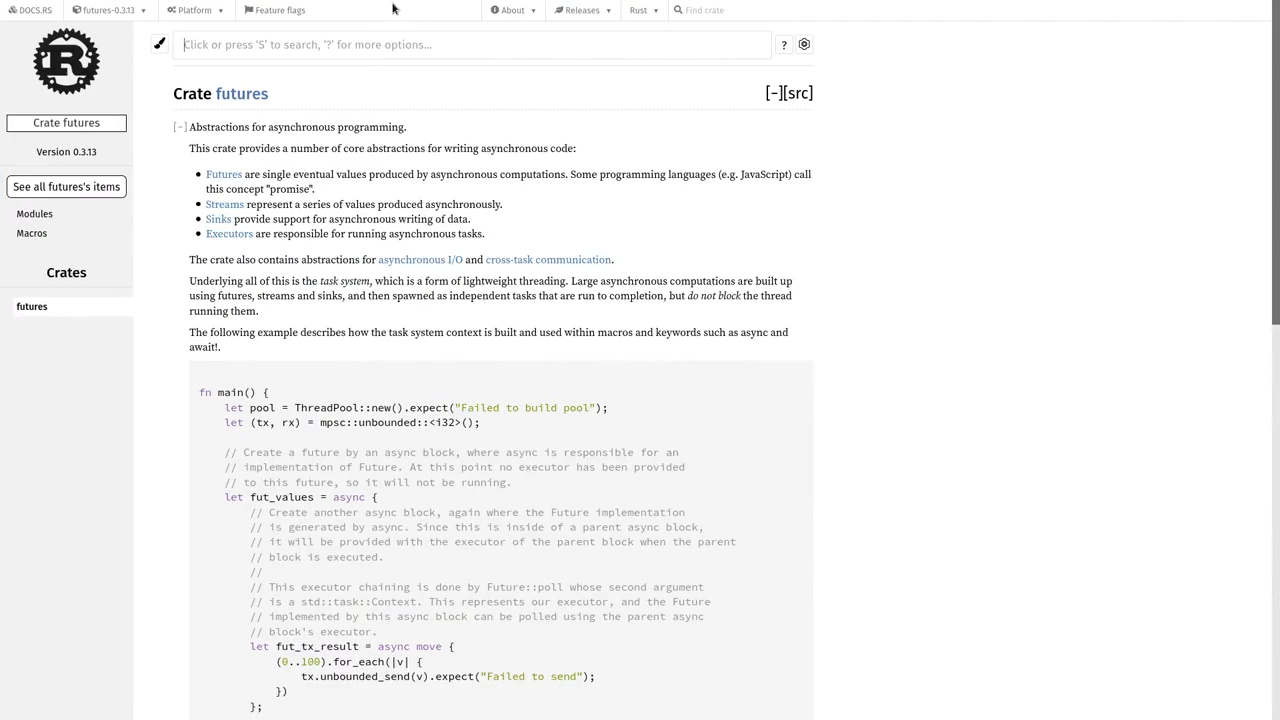 DOCS.RS futures-0.3.13 Platform Feature flags About Releases Rust Find crate
Click or press ‘S’ to search, ‘?’ for more options…
?
R
Crate futures
Version 0.3.13
See all futures's items
Modules
Macros
Crates
futures
Crate futures [−][src]
[−] Abstractions for asynchronous programming.
This crate provides a number of core abstractions for writing asynchronous code:
• Futures are single eventual values produced by asynchronous computations. Some programming languages (e.g. JavaScript) call
this concept "promise".
• Streams represent a series of values produced asynchronously.
• Sinks provide support for asynchronous writing of data.
• Executors are responsible for running asynchronous tasks.
The crate also contains abstractions for asynchronous I/O and cross-task communication.
Underlying all of this is the task system, which is a form of lightweight threading. Large asynchronous computations are built up
using futures, streams and sinks, and then spawned as independent tasks that are run to completion, but do not block the thread
running them.
The following example describes how the task system context is built and used within macros and keywords such as async and
await!.
fn main() {
    let pool = ThreadPool::new().expect("Failed to build pool");
    let (tx, rx) = mpsc::unbounded::<i32>();
    // Create a future by an async block, where async is responsible for an
    // implementation of Future. At this point no executor has been provided
    // to this future, so it will not be running.
    let fut_values = async {
        // Create another async block, again where the Future implementation
        // is generated by async. Since this is inside of a parent async block,
        // it will be provided with the executor of the parent block when the parent
        // block is executed.
        //
        // This executor chaining is done by Future::poll whose second argument
        // is a std::task::Context. This represents our executor, and the Future
        // implemented by this async block can be polled using the parent async
        // block's executor.
        let fut_tx_result = async move {
            (0..100).for_each(|v| {
                tx.unbounded_send(v).expect("Failed to send");
            })
        };